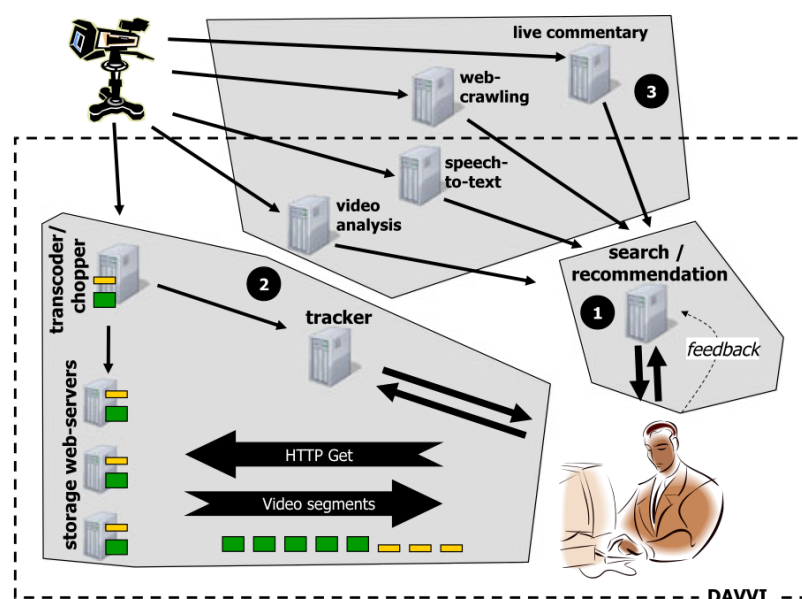 live commentary
web-
crawling
3
speech-
to-text
video
analysis
search /
recommendation
1
feedback
transcoder/
chopper
2
tracker
storage web-servers
HTTP Get
Video segments
DAVVI